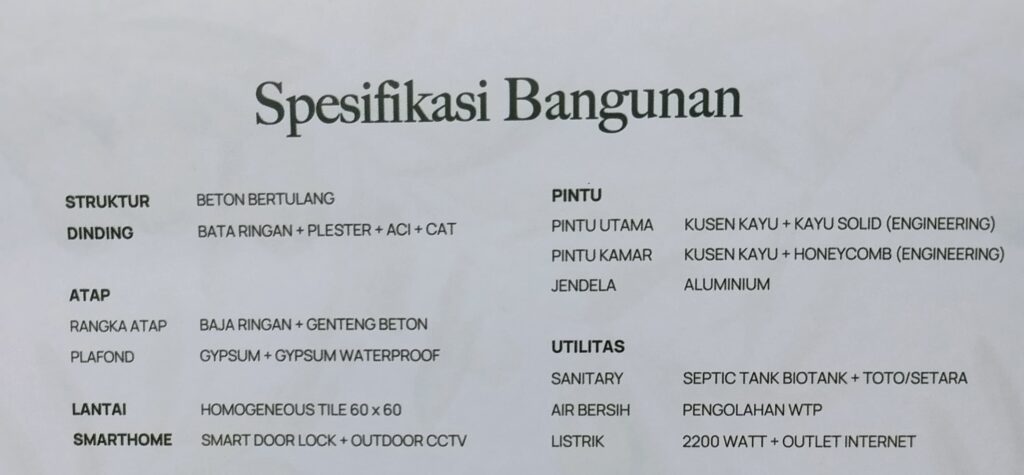 Spesifikasi Bangunan
STRUKTUR BETON BERTULANG
DINDING BATA RINGAN + PLESTER + ACI + CAT
ATAP
RANGKA ATAP BAJA RINGAN + GENTENG BETON
PLAFOND GYPSUM + GYPSUM WATERPROOF
LANTAI HOMOGENEOUS TILE 60 x 60
SMARTHOME SMART DOOR LOCK + OUTDOOR CCTV
PINTU
PINTU UTAMA KUSEN KAYU + KAYU SOLID (ENGINEERING)
PINTU KAMAR KUSEN KAYU + HONEYCOMB (ENGINEERING)
JENDELA ALUMINIUM
UTILITAS
SANITARY SEPTIC TANK BIOTANK + TOTO/SETARA
AIR BERSIH PENGOLAHAN WTP
LISTRIK 2200 WATT + OUTLET INTERNET